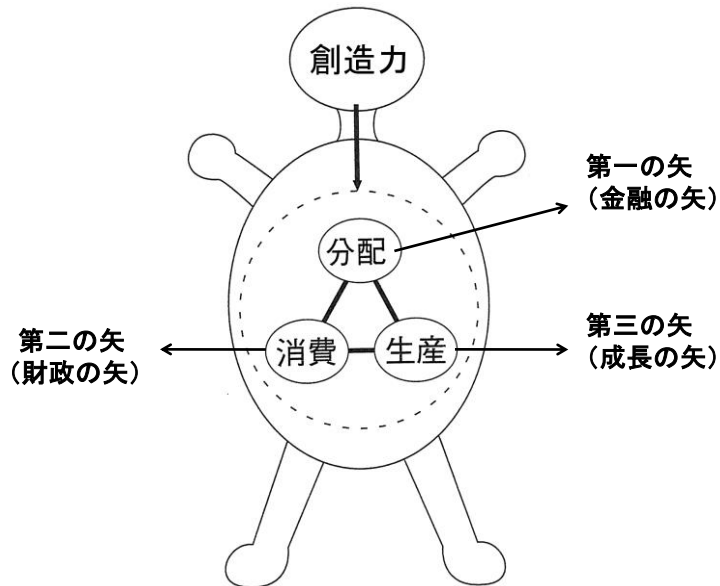 創造力
分配
第一の矢
（金融の矢）
消費
生産
第二の矢
（財政の矢）
第三の矢
（成長の矢）